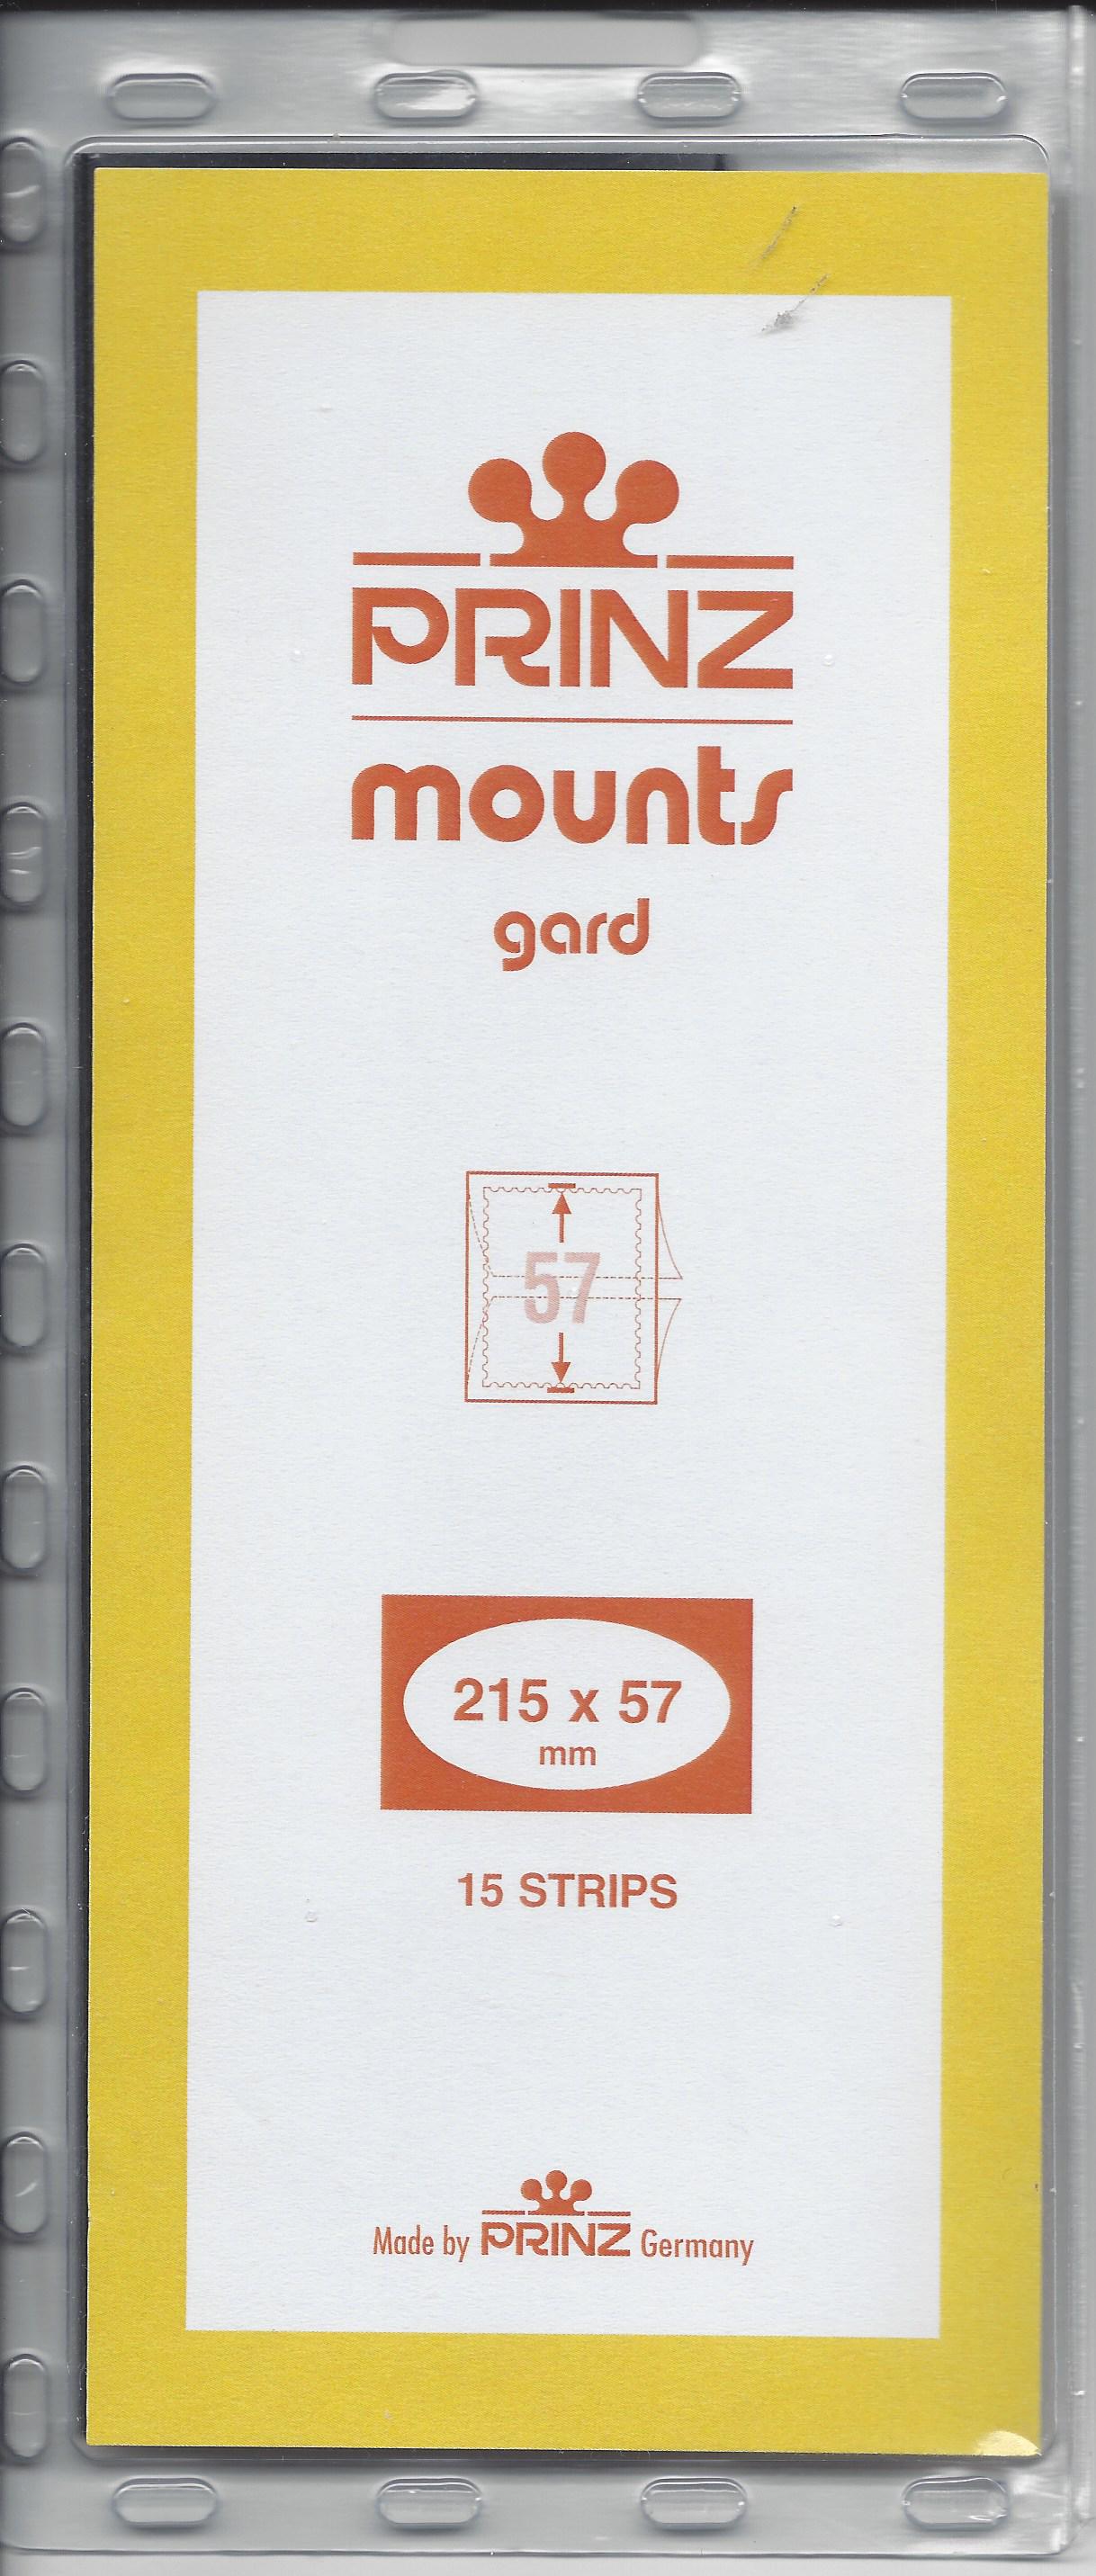 PRINZ
mounts
gard
57
215 x 57
mm
15 STRIPS
Made by PRINZ Germany